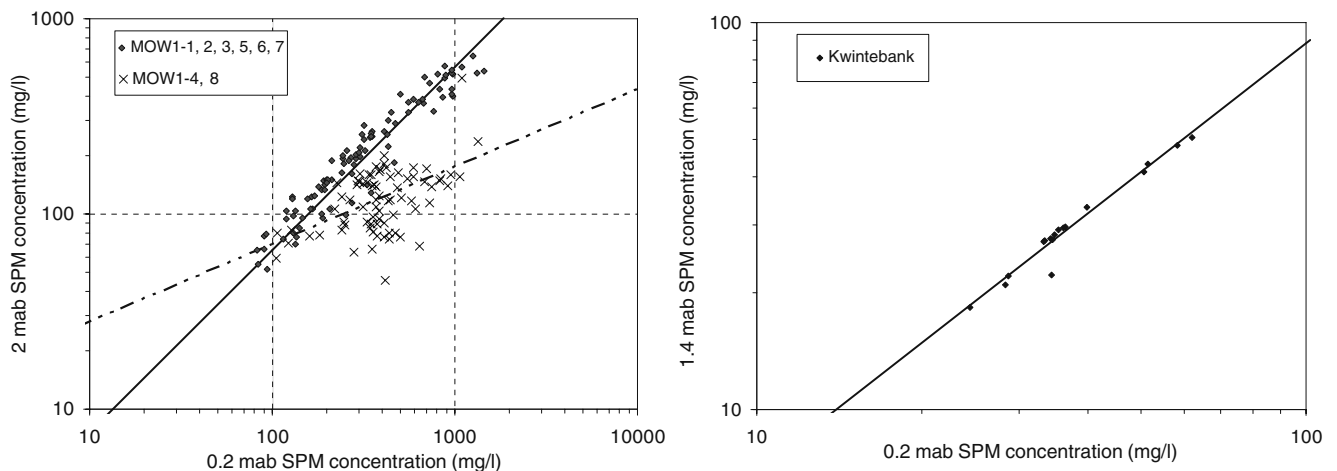 1000
100
10
2 mab SPM concentration (mg/l)
MOW1-1, 2, 3, 5, 6, 7
MOW1-4, 8
10
100
1000
10000
0.2 mab SPM concentration (mg/l)
100
10
1.4 mab SPM concentration (mg/l)
Kwintebank
10
100
0.2 mab SPM concentration (mg/l)